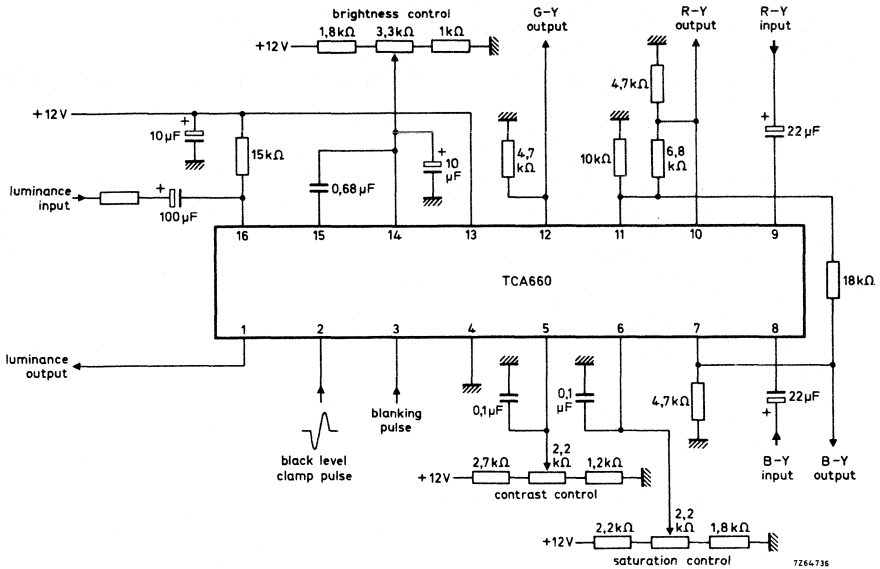 brightness control
+12V
1,8kΩ
3,3kΩ
1kΩ
G-Y
output
R-Y
output
R-Y
input
+12V
+
10µF
15kΩ
+
10
µF
4,7
kΩ
10kΩ
4,7kΩ
6,8
kΩ
+
22µF
luminance
input
+
100µF
0,68µF
16
15
14
13
12
11
10
9
TCA660
18kΩ
1
2
3
4
5
6
7
8
luminance
output
black level
clamp pulse
blanking
pulse
0,1µF
0,1
µF
4,7kΩ
22µF
+
B-Y
input
B-Y
output
+12V
2,7kΩ
2,2
kΩ
1,2kΩ
contrast control
+12V
2,2kΩ
2,2
kΩ
1,8kΩ
saturation control
7Z64736